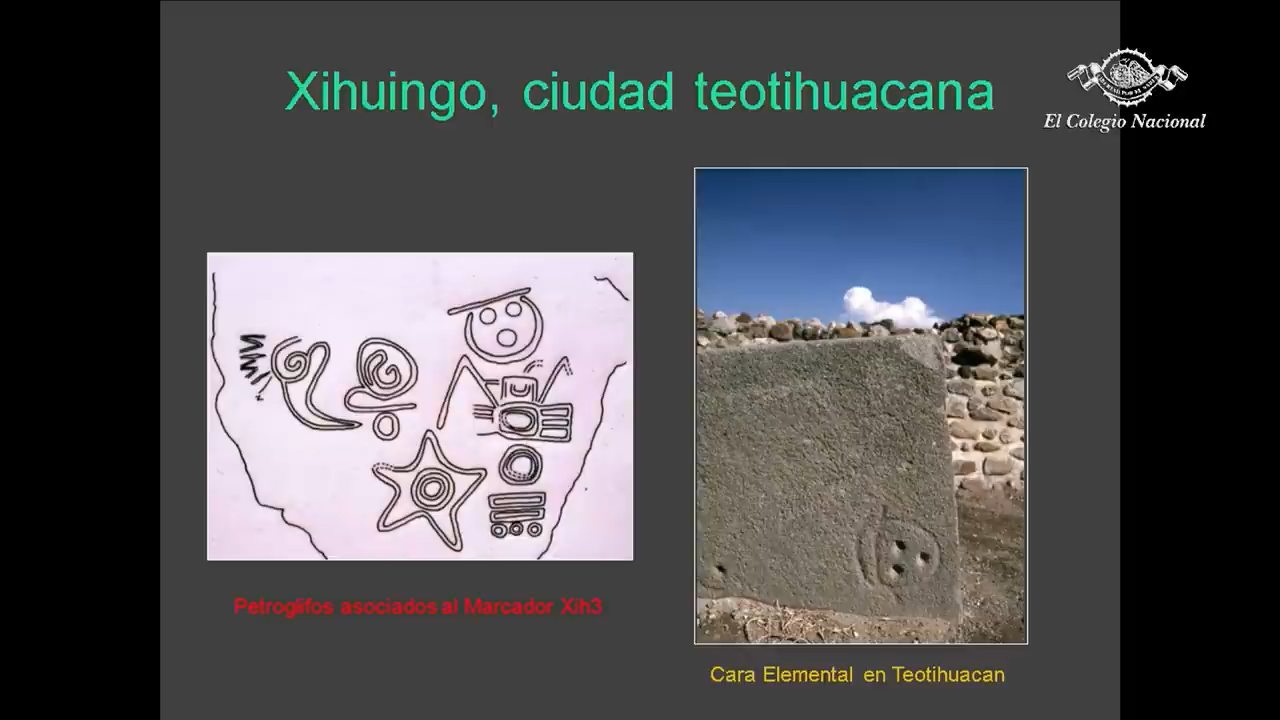 Xihuingo, ciudad teotihuacana
El Colegio Nacional
Petroglifos asociados al Marcador Xih3
Cara Elemental en Teotihuacan